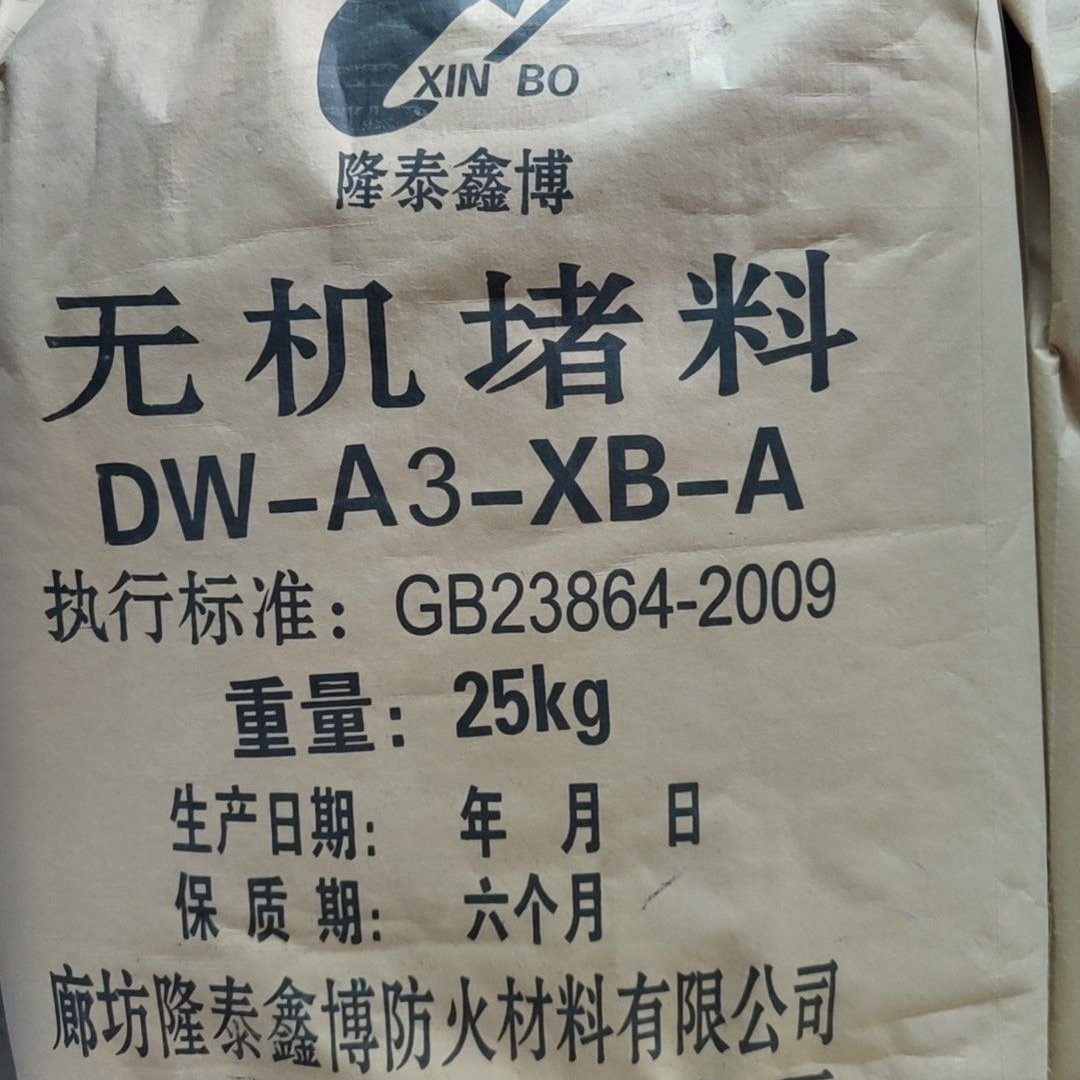 XIN BO
隆泰鑫博
无机堵料
DW-A3-XB-A
执行标准：GB23864-2009
重量：25kg
生产日期： 年 月 日
保质期： 六个月
廊坊隆泰鑫博防火材料有限公司